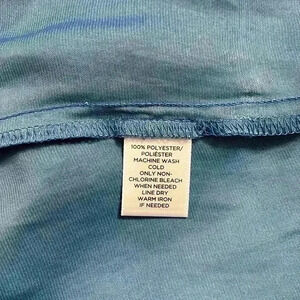 100% POLYESTER/
POLIÉSTER
MACHINE WASH
COLD
ONLY NON-
CHLORINE BLEACH
WHEN NEEDED
LINE DRY
WARM IRON
IF NEEDED